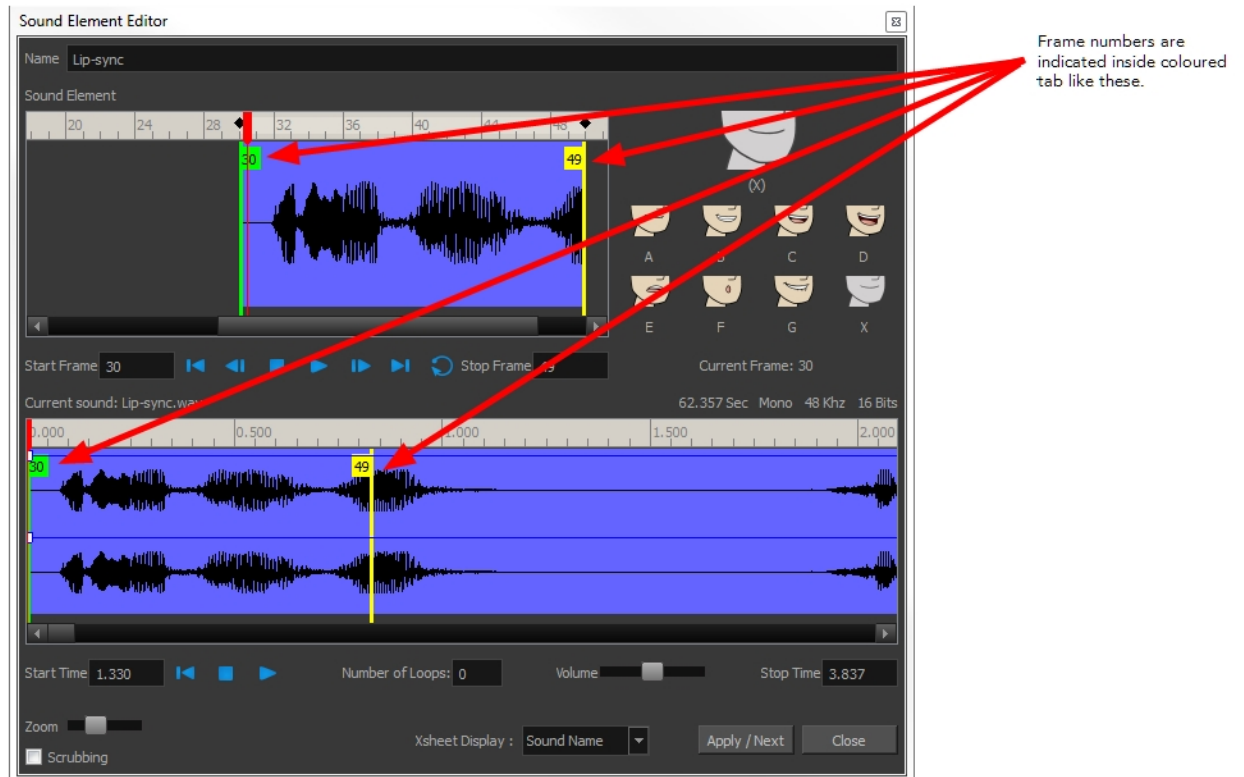 Sound Element Editor
Frame numbers are
indicated inside coloured
tab like these.
Name Lip-sync
Sound Element
20 24 28 32 36 40 44 48
30 49
(X)
A B C D
E F G X
Start Frame 30 Stop Frame 49 Current Frame: 30
Current sound: Lip-sync.wav 62.357 Sec Mono 48 Khz 16 Bits
0.000 0.500 1.000 1.500 2.000
30 49
Start Time 1.330 Number of Loops: 0 Volume Stop Time 3.837
Zoom
Xsheet Display : Sound Name Apply / Next Close
Scrubbing